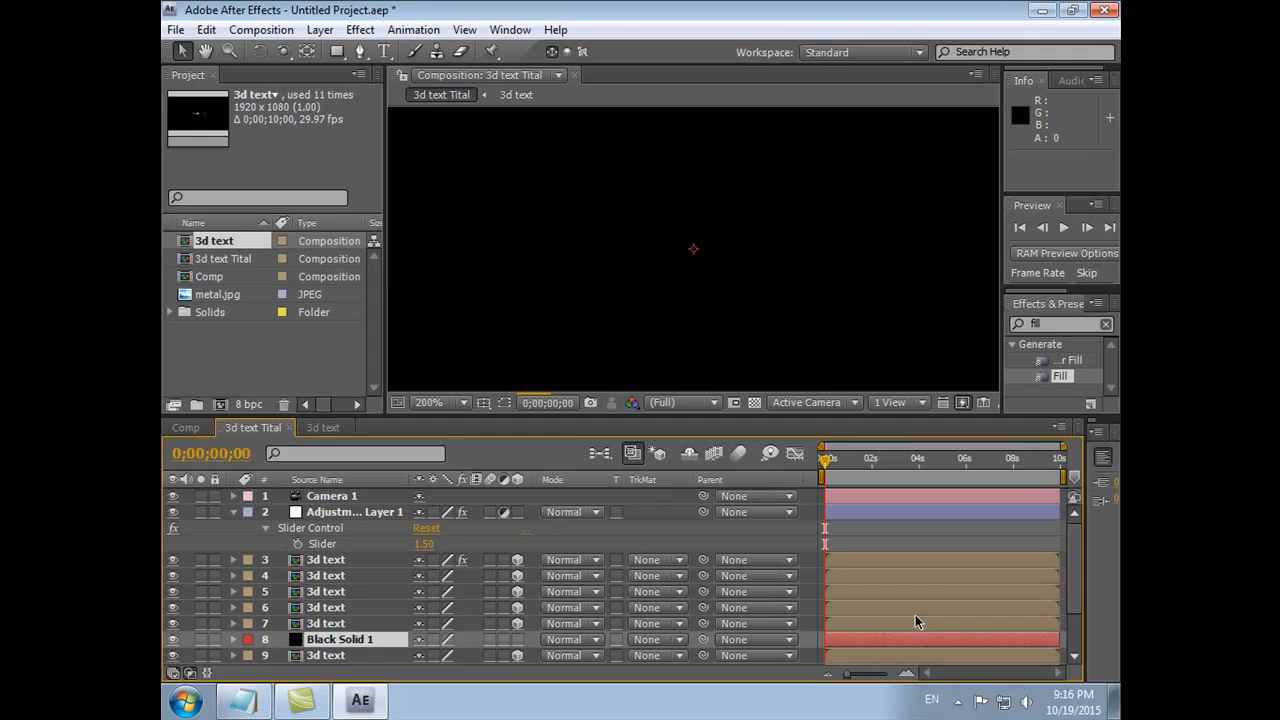 Adobe After Effects - Untitled Project.aep *
File Edit Composition Layer Effect Animation View Window Help
Workspace: Standard Search Help
Project
Composition: 3d text Tital
Info Audio
3d text Tital 3d text
3d text▾, used 11 times
1920 x 1080 (1.00)
Δ 0;00;10;00, 29.97 fps
R :
G :
B :
A : 0
Preview
RAM Preview Options
Frame Rate Skip
Effects & Prese
fill
Generate
...r Fill
Fill
Name Type Siz
3d text Composition
3d text Tital Composition
Comp Composition
metal.jpg JPEG
Solids Folder
8 bpc
200% 0;00;00;00 (Full) Active Camera 1 View
Comp 3d text Tital 3d text
0;00;00;00
0s 02s 04s 06s 08s 10s
# Source Name Mode T TrkMat Parent
1 Camera 1 None
2 Adjustm... Layer 1 Normal None
Slider Control Reset ...
Slider 1.50
3 3d text Normal None None
4 3d text Normal None None
5 3d text Normal None None
6 3d text Normal None None
7 3d text Normal None None
8 Black Solid 1 Normal None None
9 3d text Normal None None
EN
9:16 PM
10/19/2015